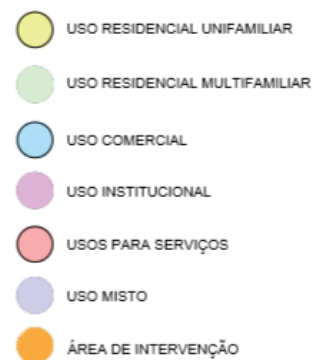 USO RESIDENCIAL UNIFAMILIAR
USO RESIDENCIAL MULTIFAMILIAR
USO COMERCIAL
USO INSTITUCIONAL
USOS PARA SERVIÇOS
USO MISTO
ÁREA DE INTERVENÇÃO